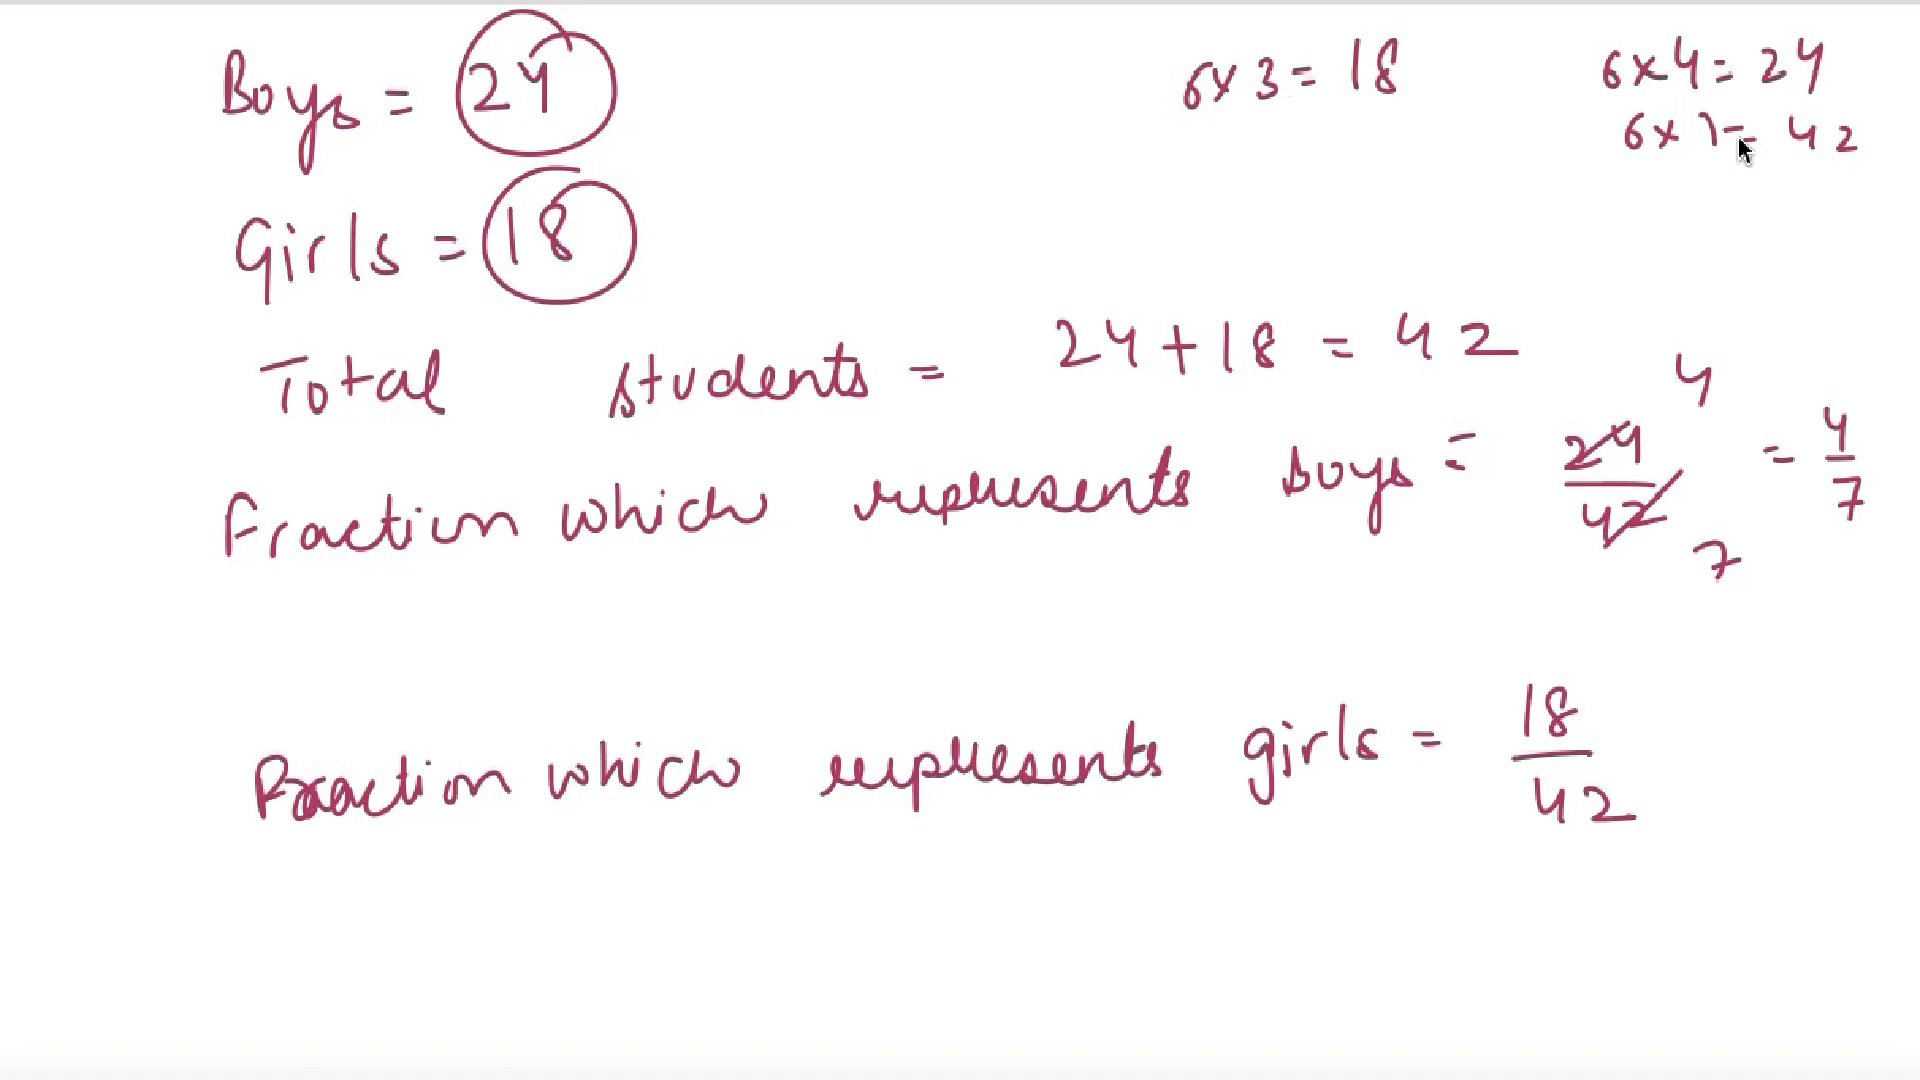 Boys = 24
6x3 = 18
6x4 = 24
6x7 = 42
Girls = 18
Total students = 24+18 = 42
Fraction which represents boys = 24/42 4 7 = 4/7
Fraction which represents girls = 18/42